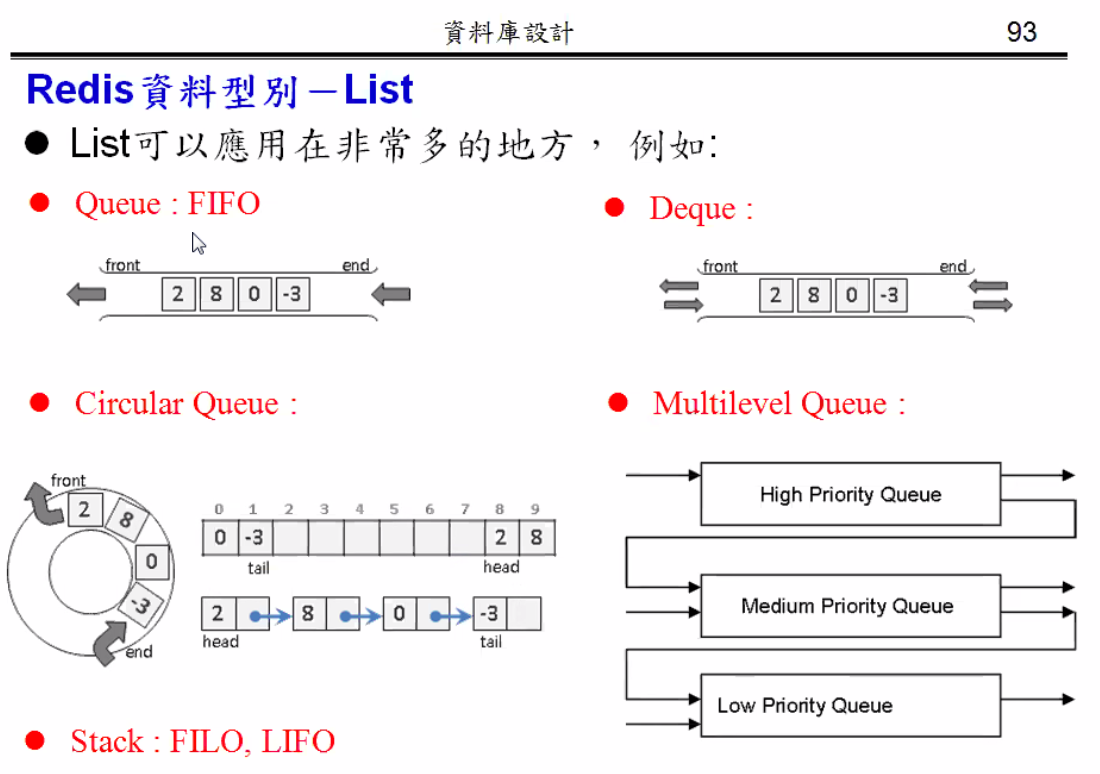 資料庫設計
93
Redis資料型別－List
● List可以應用在非常多的地方， 例如:
● Queue : FIFO
front end
2 8 0 -3
● Deque :
front end
2 8 0 -3
● Circular Queue :
front
2 8 0 -3
end
0 1 2 3 4 5 6 7 8 9
0 -3 2 8
tail head
2 8 0 -3
head tail
● Multilevel Queue :
High Priority Queue
Medium Priority Queue
Low Priority Queue
● Stack : FILO, LIFO